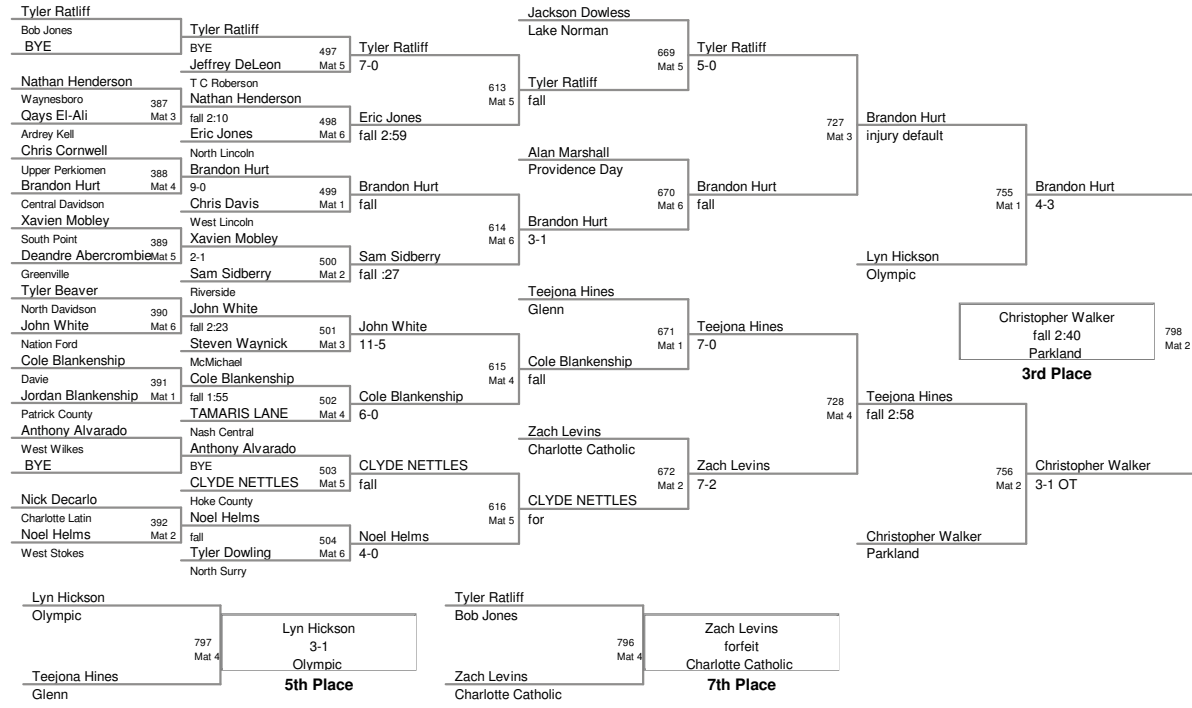 Tyler Ratliff
Bob Jones
BYE
Nathan Henderson
Waynesboro
387
Qays El-Ali
Mat 3
Ardrey Kell
Chris Cornwell
Upper Perkiomen
388
Brandon Hurt
Mat 4
Central Davidson
Xavien Mobley
South Point
389
Deandre Abercrombie
Mat 5
Greenville
Tyler Beaver
North Davidson
390
John White
Mat 6
Nation Ford
Cole Blankenship
Davie
391
Jordan Blankenship
Mat 1
Patrick County
Anthony Alvarado
West Wilkes
BYE
Nick Decarlo
Charlotte Latin
392
Noel Helms
Mat 2
West Stokes
Tyler Ratliff
BYE
497
Jeffrey DeLeon
Mat 5
T C Roberson
Nathan Henderson
fall 2:10
498
Eric Jones
Mat 6
North Lincoln
Brandon Hurt
9-0
499
Chris Davis
Mat 1
West Lincoln
Xavien Mobley
2-1
500
Sam Sidberry
Mat 2
Riverside
John White
fall 2:23
501
Steven Waynick
Mat 3
McMichael
Cole Blankenship
fall 1:55
502
TAMARIS LANE
Mat 4
Nash Central
Anthony Alvarado
BYE
503
CLYDE NETTLES
Mat 5
Hoke County
Noel Helms
fall
504
Tyler Dowling
Mat 6
North Surry
Tyler Ratliff
7-0
613
Mat 5
Eric Jones
fall 2:59
Brandon Hurt
fall
614
Mat 6
Sam Sidberry
fall :27
John White
11-5
615
Mat 4
Cole Blankenship
6-0
CLYDE NETTLES
fall
616
Mat 5
Noel Helms
4-0
Jackson Dowless
Lake Norman
669
Mat 5
Tyler Ratliff
fall
Alan Marshall
Providence Day
670
Mat 6
Brandon Hurt
3-1
Teejona Hines
Glenn
671
Mat 1
Cole Blankenship
fall
Zach Levins
Charlotte Catholic
672
Mat 2
CLYDE NETTLES
for
Tyler Ratliff
5-0
727
Mat 3
Brandon Hurt
fall
Teejona Hines
7-0
728
Mat 4
Zach Levins
7-2
Brandon Hurt
injury default
755
Mat 1
Lyn Hickson
Olympic
Teejona Hines
fall 2:58
756
Mat 2
Christopher Walker
Parkland
Brandon Hurt
4-3
Christopher Walker
fall 2:40
Parkland
798
Mat 2
3rd Place
Christopher Walker
3-1 OT
Lyn Hickson
Olympic
797
Mat 4
Teejona Hines
Glenn
Lyn Hickson
3-1
Olympic
5th Place
Tyler Ratliff
Bob Jones
796
Mat 4
Zach Levins
Charlotte Catholic
Zach Levins
forfeit
Charlotte Catholic
7th Place